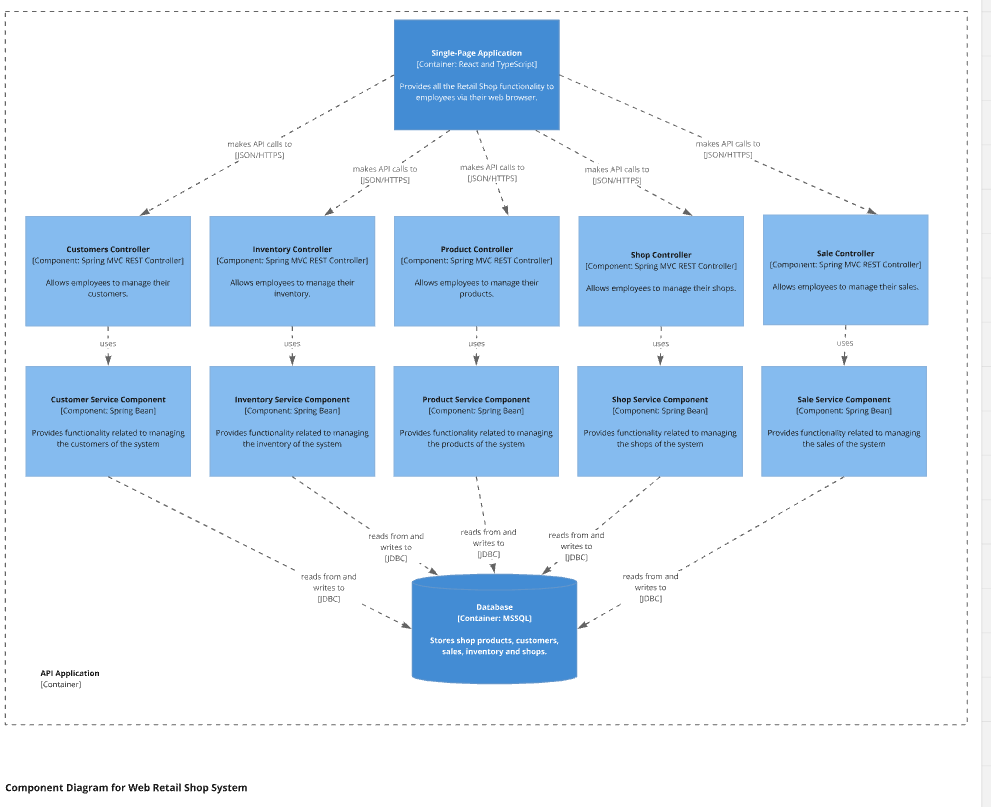 Single-Page Application
[Container: React and TypeScript]
Provides all the Retail Shop functionality to
employees via their web browser.
makes API calls to
[JSON/HTTPS]
makes API calls to
[JSON/HTTPS]
makes API calls to
[JSON/HTTPS]
makes API calls to
[JSON/HTTPS]
makes API calls to
[JSON/HTTPS]
Customers Controller
[Component: Spring MVC REST Controller]
Allows employees to manage their
customers.
Inventory Controller
[Component: Spring MVC REST Controller]
Allows employees to manage their
inventory.
Product Controller
[Component: Spring MVC REST Controller]
Allows employees to manage their
products.
Shop Controller
[Component: Spring MVC REST Controller]
Allows employees to manage their shops.
Sale Controller
[Component: Spring MVC REST Controller]
Allows employees to manage their sales.
uses
uses
uses
uses
uses
Customer Service Component
[Component: Spring Bean]
Provides functionality related to managing
the customers of the system
Inventory Service Component
[Component: Spring Bean]
Provides functionality related to managing
the inventory of the system
Product Service Component
[Component: Spring Bean]
Provides functionality related to managing
the products of the system
Shop Service Component
[Component: Spring Bean]
Provides functionality related to managing
the shops of the system
Sale Service Component
[Component: Spring Bean]
Provides functionality related to managing
the sales of the system
reads from and
writes to
[JDBC]
reads from and
writes to
[JDBC]
reads from and
writes to
[JDBC]
reads from and
writes to
[JDBC]
reads from and
writes to
[JDBC]
Database
[Container: MSSQL]
Stores shop products, customers,
sales, inventory and shops.
API Application
[Container]
Component Diagram for Web Retail Shop System